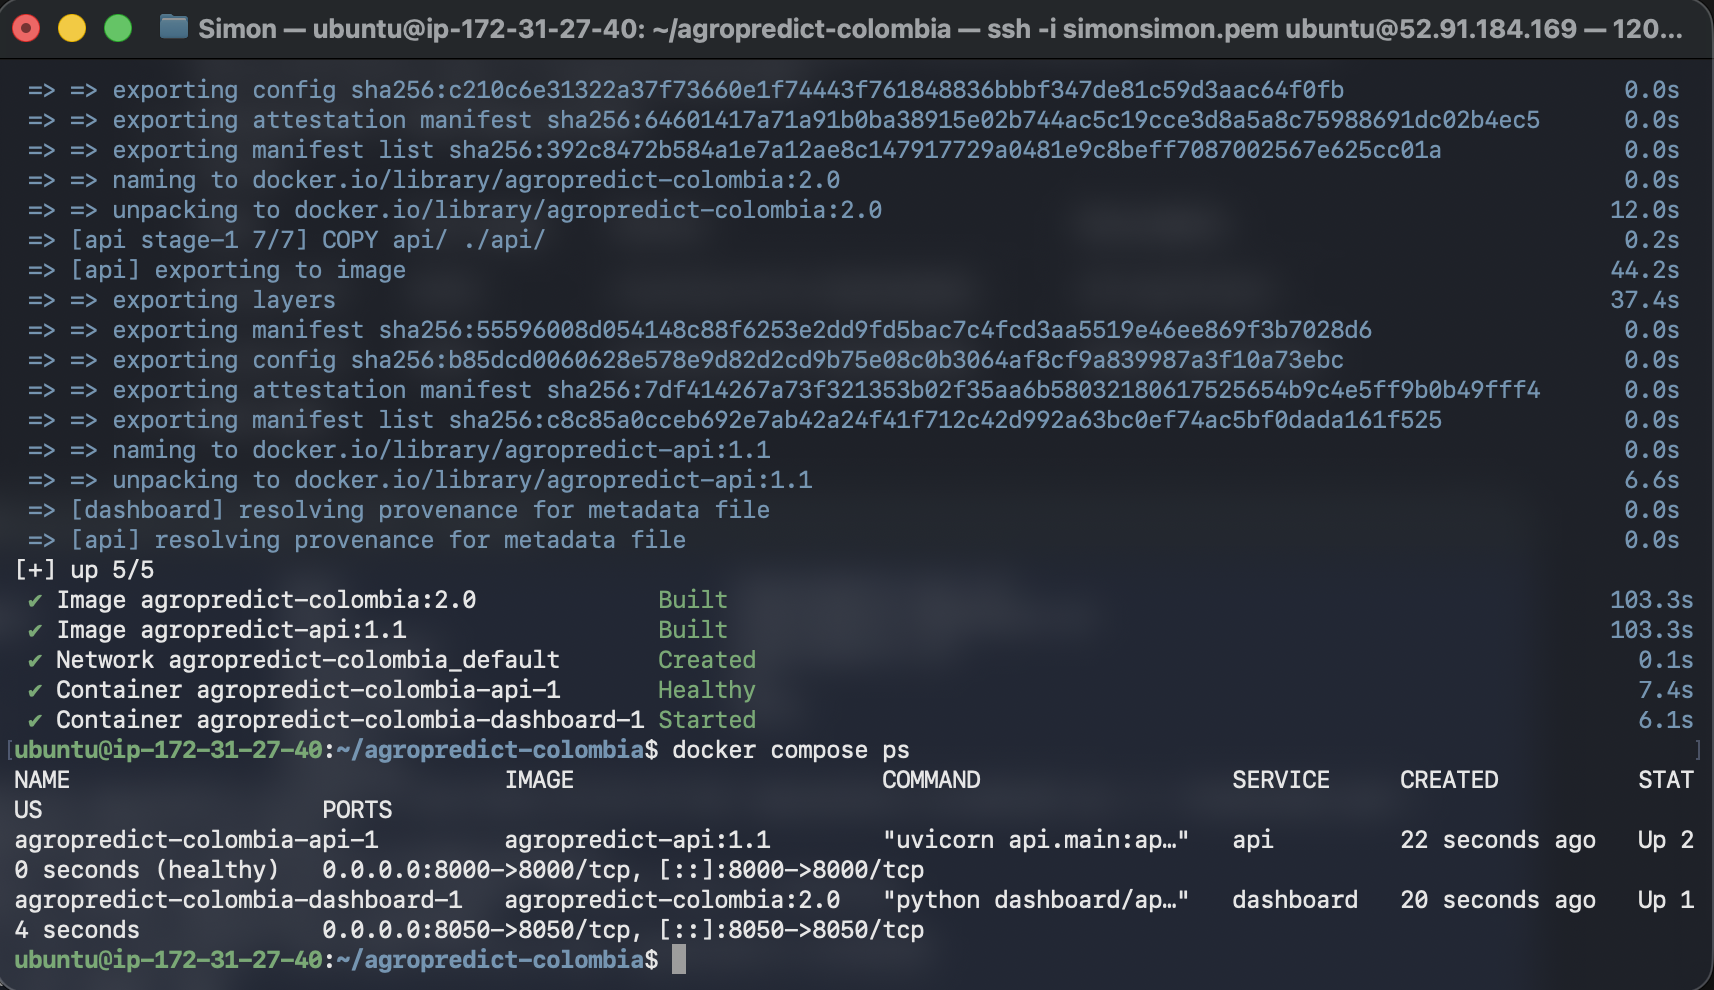 Simon — ubuntu@ip-172-31-27-40: ~/agropredict-colombia — ssh -i simonsimon.pem ubuntu@52.91.184.169 — 120...
=> => exporting config sha256:c210c6e31322a37f73660e1f74443f761848836bbbf347de81c59d3aac64f0fb 0.0s
=> => exporting attestation manifest sha256:64601417a71a91b0ba38915e02b744ac5c19cce3d8a5a8c75988691dc02b4ec5 0.0s
=> => exporting manifest list sha256:392c8472b584a1e7a12ae8c147917729a0481e9c8beff7087002567e625cc01a 0.0s
=> => naming to docker.io/library/agropredict-colombia:2.0 0.0s
=> => unpacking to docker.io/library/agropredict-colombia:2.0 12.0s
=> [api stage-1 7/7] COPY api/ ./api/ 0.2s
=> [api] exporting to image 44.2s
=> => exporting layers 37.4s
=> => exporting manifest sha256:55596008d054148c88f6253e2dd9fd5bac7c4fcd3aa5519e46ee869f3b7028d6 0.0s
=> => exporting config sha256:b85dcd0060628e578e9d82d2cd9b75e08c0b3064af8cf9a839987a3f10a73ebc 0.0s
=> => exporting attestation manifest sha256:7df414267a73f321353b02f35aa6b58032180617525654b9c4e5ff9b0b49fff4 0.0s
=> => exporting manifest list sha256:c8c85a0cceb692e7ab42a24f41f712c42d992a63bc0ef74ac5bf0dada161f525 0.0s
=> => naming to docker.io/library/agropredict-api:1.1 0.0s
=> => unpacking to docker.io/library/agropredict-api:1.1 6.6s
=> [dashboard] resolving provenance for metadata file 0.0s
=> [api] resolving provenance for metadata file 0.0s
[+] up 5/5
✔ Image agropredict-colombia:2.0 Built 103.3s
✔ Image agropredict-api:1.1 Built 103.3s
✔ Network agropredict-colombia_default Created 0.1s
✔ Container agropredict-colombia-api-1 Healthy 7.4s
✔ Container agropredict-colombia-dashboard-1 Started 6.1s
[ubuntu@ip-172-31-27-40:~/agropredict-colombia$ docker compose ps ]
NAME IMAGE COMMAND SERVICE CREATED STAT
US PORTS
agropredict-colombia-api-1 agropredict-api:1.1 "uvicorn api.main:ap…" api 22 seconds ago Up 2
0 seconds (healthy) 0.0.0.0:8000->8000/tcp, [::]:8000->8000/tcp
agropredict-colombia-dashboard-1 agropredict-colombia:2.0 "python dashboard/ap…" dashboard 20 seconds ago Up 1
4 seconds 0.0.0.0:8050->8050/tcp, [::]:8050->8050/tcp
ubuntu@ip-172-31-27-40:~/agropredict-colombia$